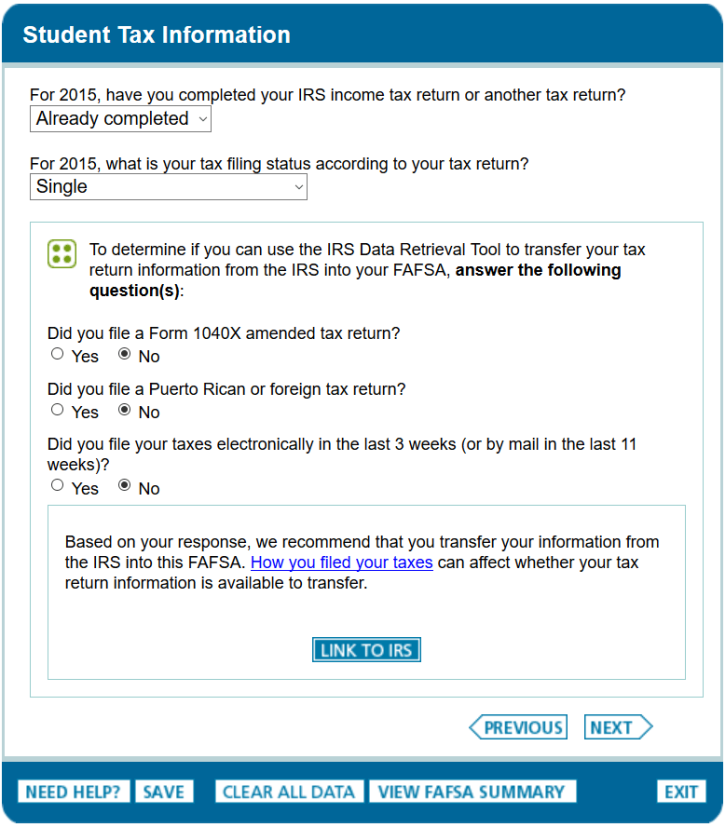 Student Tax Information
For 2015, have you completed your IRS income tax return or another tax return?
Already completed
For 2015, what is your tax filing status according to your tax return?
Single
To determine if you can use the IRS Data Retrieval Tool to transfer your tax
return information from the IRS into your FAFSA, answer the following
question(s):
Did you file a Form 1040X amended tax return?
Yes No
Did you file a Puerto Rican or foreign tax return?
Yes No
Did you file your taxes electronically in the last 3 weeks (or by mail in the last 11
weeks)?
Yes No
Based on your response, we recommend that you transfer your information from
the IRS into this FAFSA. How you filed your taxes can affect whether your tax
return information is available to transfer.
LINK TO IRS
PREVIOUS NEXT
NEED HELP? SAVE CLEAR ALL DATA VIEW FAFSA SUMMARY EXIT